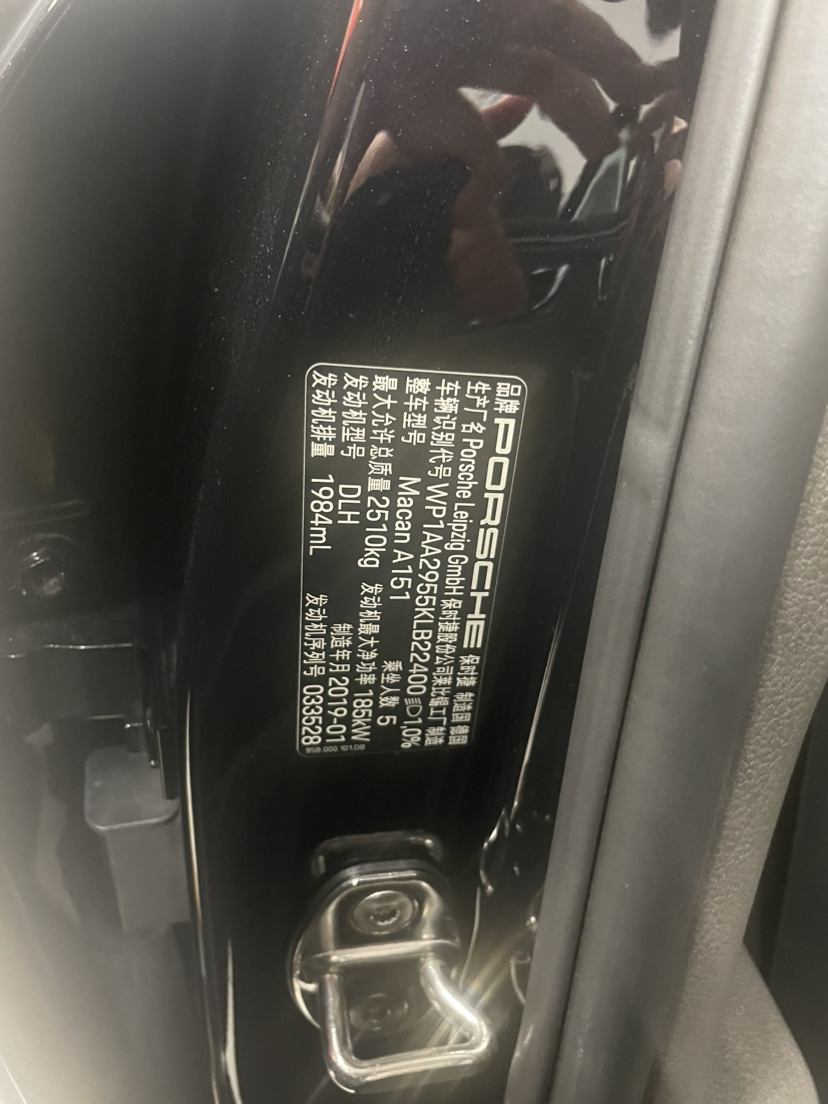 品牌 PORSCHE 保时捷 制造国 德国
生产厂名 Porsche Leipzig GmbH 保时捷股份公司莱比锡工厂制造
车辆识别代号 WP1AA2955KLB22400 1,0%
整车型号 Macan A151 乘坐人数 5
最大允许总质量 2510kg 发动机最大净功率 185kW
发动机型号 DLH 制造年月 2019-01
发动机排量 1984mL 发动机序列号 033528
95B 000 101 DB